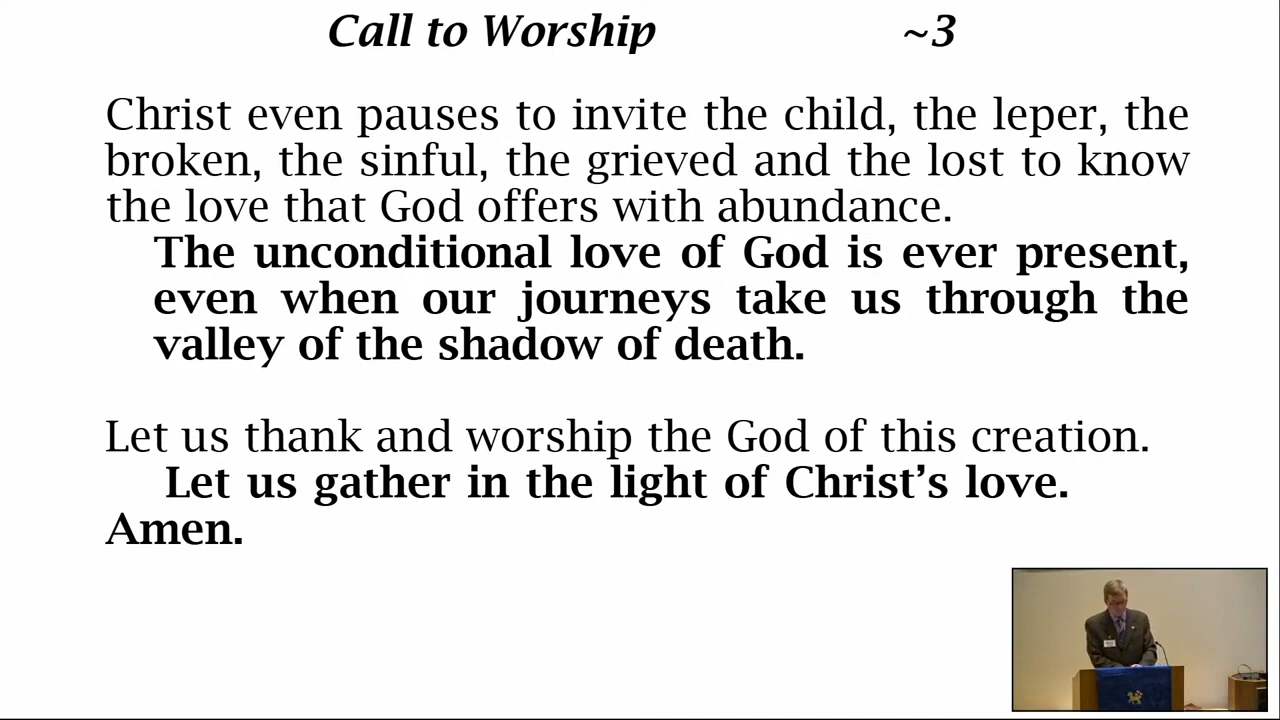 Call to Worship ~3
Christ even pauses to invite the child, the leper, the
broken, the sinful, the grieved and the lost to know
the love that God offers with abundance.
The unconditional love of God is ever present,
even when our journeys take us through the
valley of the shadow of death.
Let us thank and worship the God of this creation.
Let us gather in the light of Christ’s love.
Amen.